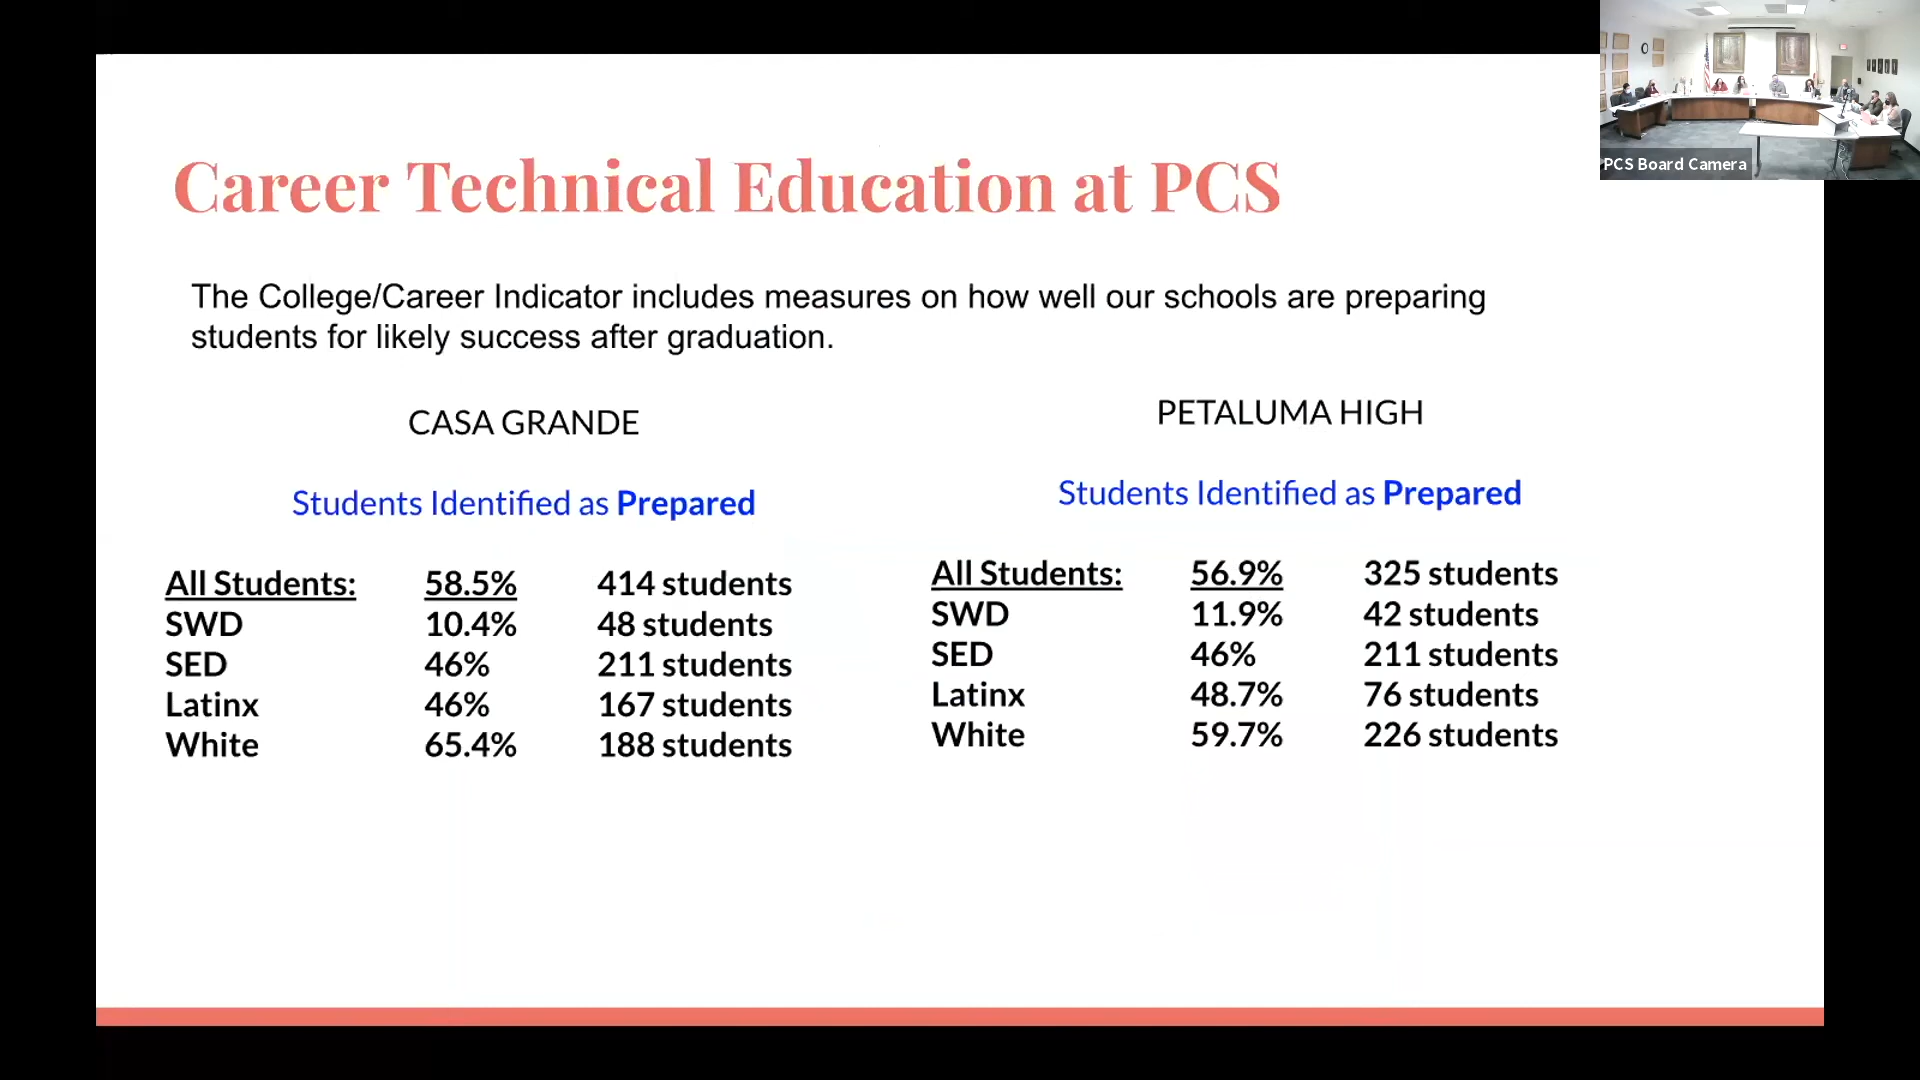 Career Technical Education at PCS
PCS Board Camera
The College/Career Indicator includes measures on how well our schools are preparing
students for likely success after graduation.
CASA GRANDE
Students Identified as Prepared
All Students: 58.5% 414 students
SWD 10.4% 48 students
SED 46% 211 students
Latinx 46% 167 students
White 65.4% 188 students
PETALUMA HIGH
Students Identified as Prepared
All Students: 56.9% 325 students
SWD 11.9% 42 students
SED 46% 211 students
Latinx 48.7% 76 students
White 59.7% 226 students